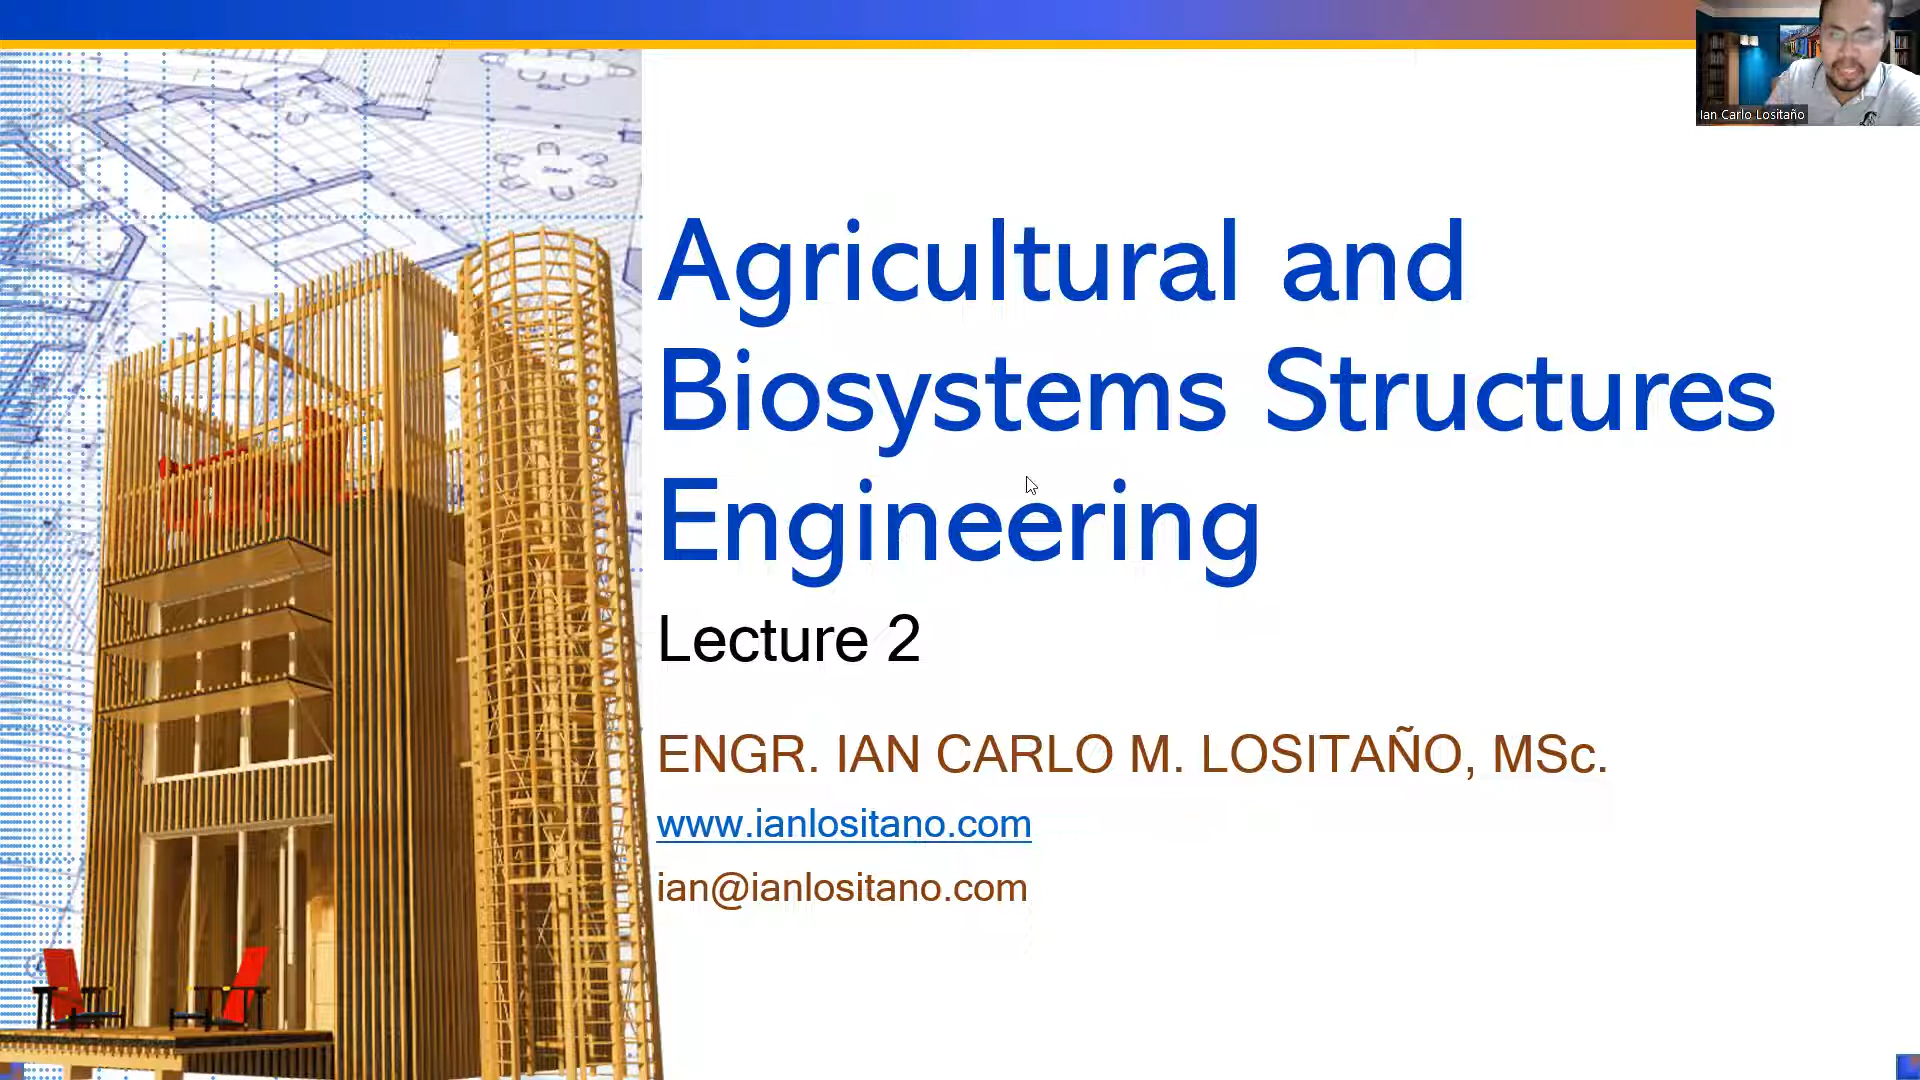 Ian Carlo Lositaño
Agricultural and
Biosystems Structures
Engineering
Lecture 2
ENGR. IAN CARLO M. LOSITAÑO, MSc.
www.ianlositano.com
ian@ianlositano.com